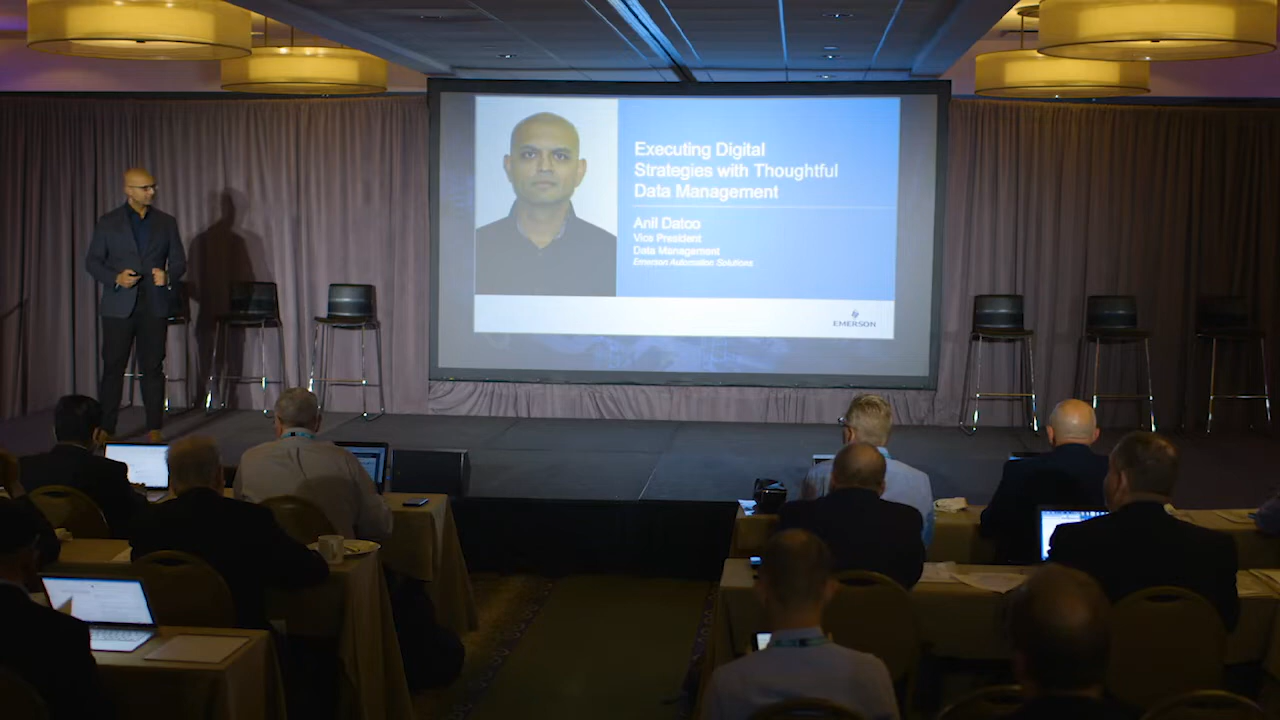 Executing Digital
Strategies with Thoughtful
Data Management
Anil Datoo
Vice President
Data Management
Emerson Automation Solutions
EMERSON